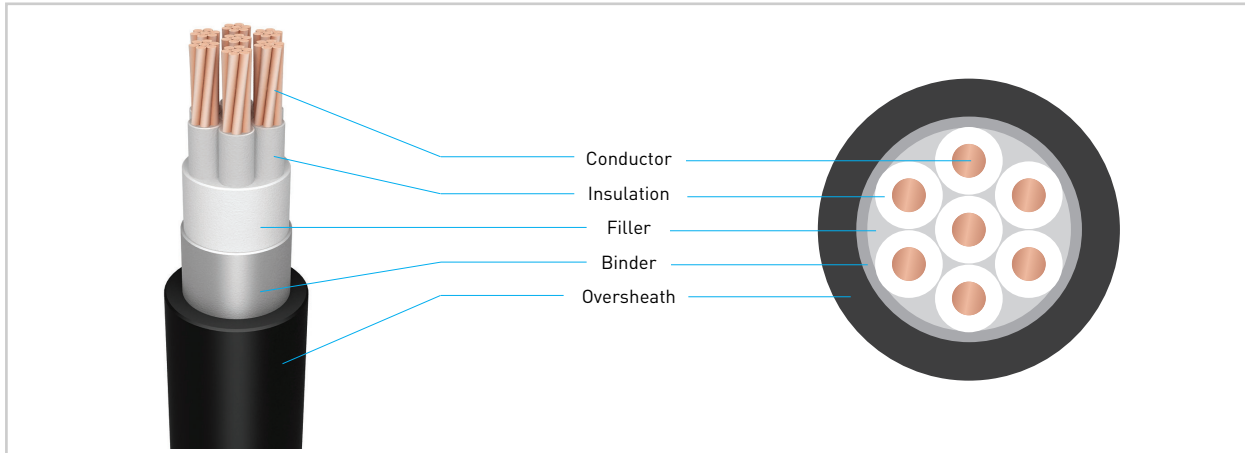 Conductor
Insulation
Filler
Binder
Oversheath